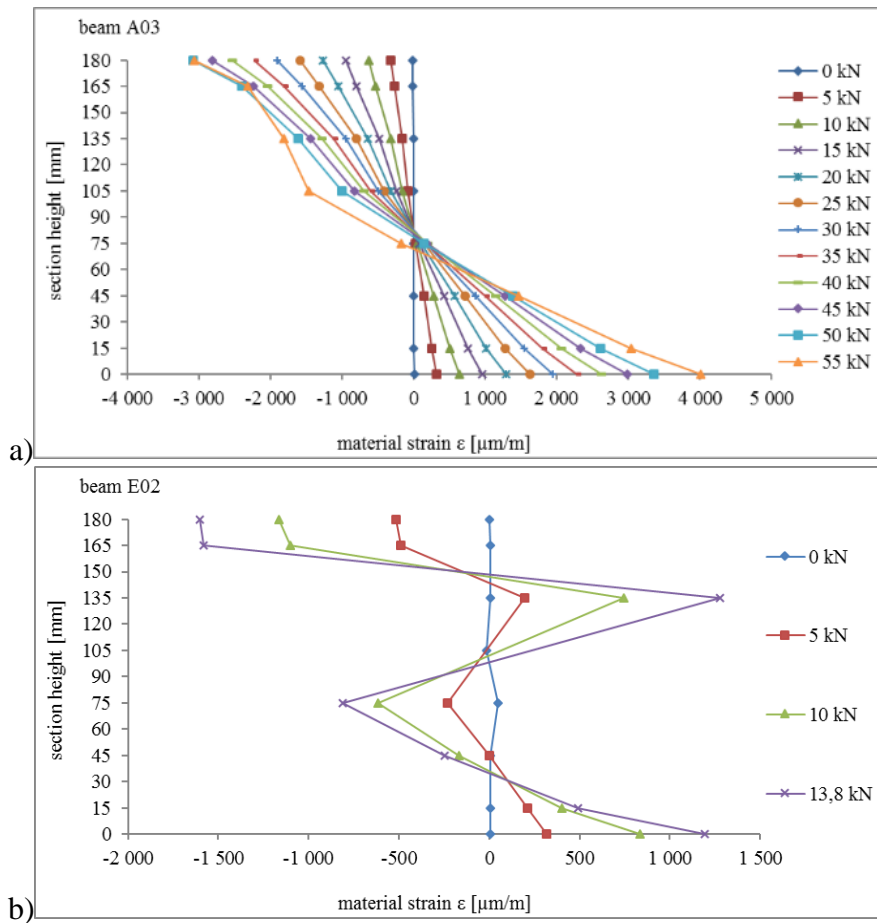 beam A03
180
165
150
135
120
105
90
75
60
45
30
15
0
section height [mm]
-4 000 -3 000 -2 000 -1 000 0 1 000 2 000 3 000 4 000 5 000
material strain ε [µm/m]
0 kN
5 kN
10 kN
15 kN
20 kN
25 kN
30 kN
35 kN
40 kN
45 kN
50 kN
55 kN
a)
beam E02
180
165
150
135
120
105
90
75
60
45
30
15
0
section height [mm]
-2 000 -1 500 -1 000 -500 0 500 1 000 1 500
material strain ε [µm/m]
0 kN
5 kN
10 kN
13,8 kN
b)